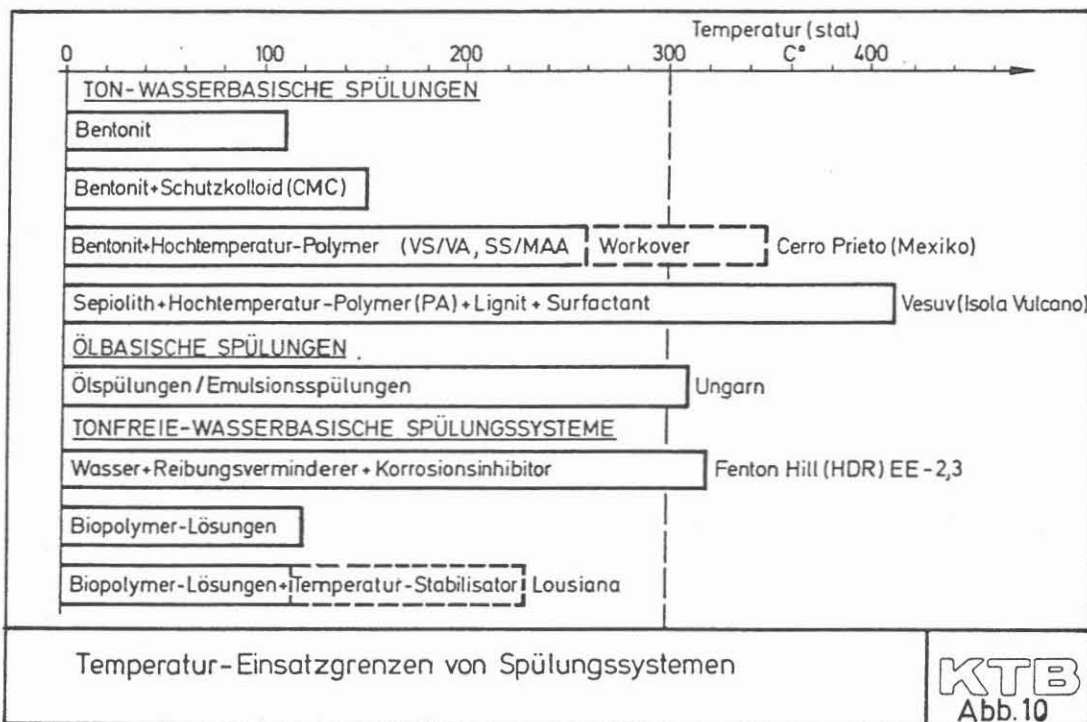 Temperatur (stat.)
0 100 200 300 C° 400
TON-WASSERBASISCHE SPÜLUNGEN
Bentonit
Bentonit+Schutzkolloid (CMC)
Bentonit+Hochtemperatur-Polymer (VS/VA, SS/MAA Workover Cerro Prieto (Mexiko)
Sepiolith+Hochtemperatur-Polymer (PA) + Lignit + Surfactant Vesuv (Isola Vulcano)
ÖLBASISCHE SPÜLUNGEN
Ölspülungen / Emulsionsspülungen Ungarn
TONFREIE-WASSERBASISCHE SPÜLUNGSSYSTEME
Wasser+Reibungsverminderer + Korrosionsinhibitor Fenton Hill (HDR) EE-2,3
Biopolymer-Lösungen
Biopolymer-Lösungen+Temperatur-Stabilisator Lousiana
Temperatur-Einsatzgrenzen von Spülungssystemen
KTB
Abb. 10